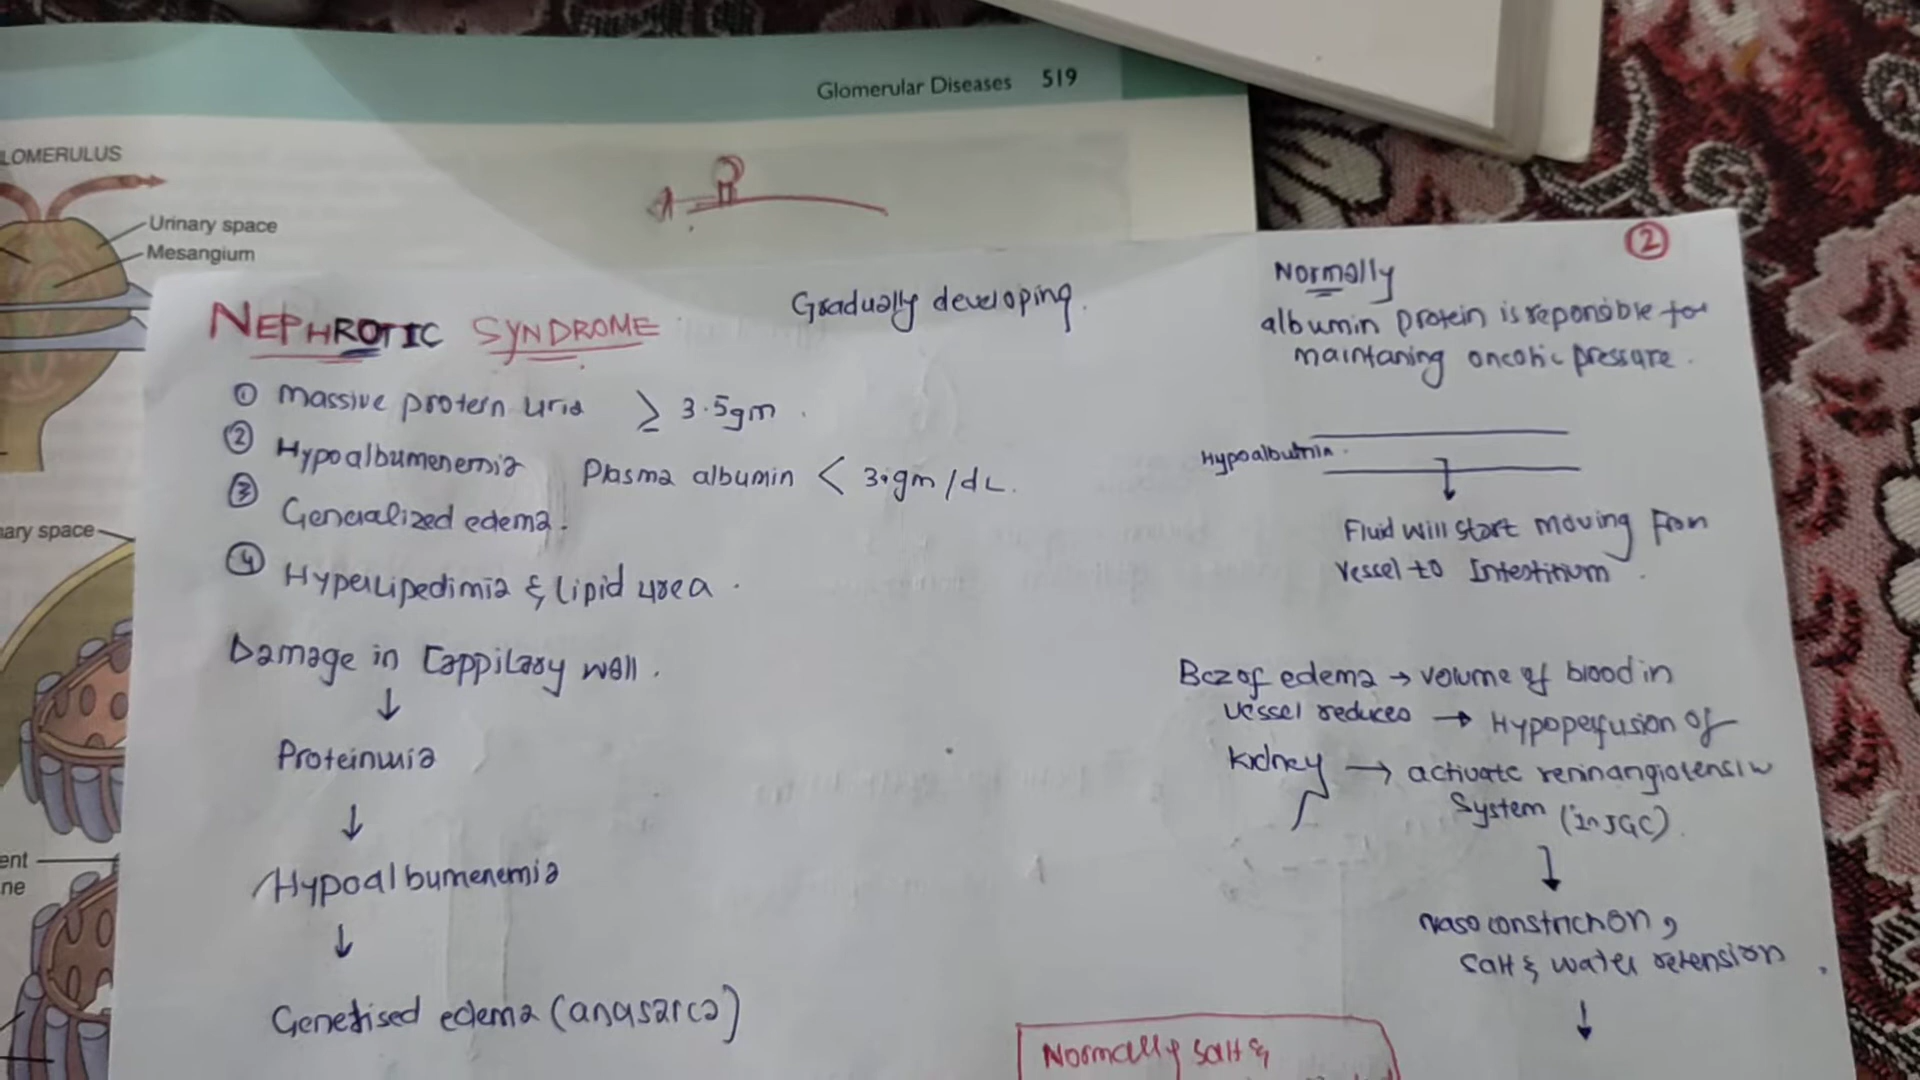 Glomerular Diseases 519
LOMERULUS
Urinary space
Mesangium
ary space
ent
ne
2
NEPHROTIC SYNDROME
Gradually developing.
① Massive protein uria ≥ 3.5gm.
② Hypoalbumenemia Plasma albumin < 3.gm/dL.
③ Generalized edema.
④ Hyperlipedimia & lipid urea.
Damage in Cappilary wall.
↓
Proteinuria
↓
Hypoalbumenemia
↓
Generised edema (anasarca)
Normally
albumin protein is reponsible for
maintaning oncotic pressure.
Hypoalbumin.
↓
Fluid will start moving from
vessel to Intestitium.
Bcz of edema → volume of blood in
vessel reduces → Hypoperfusion of
kidney → activate reninangiotensin
System (in JGC).
↓
vasoconstriction,
salt & water retension.
↓
Normally salt &